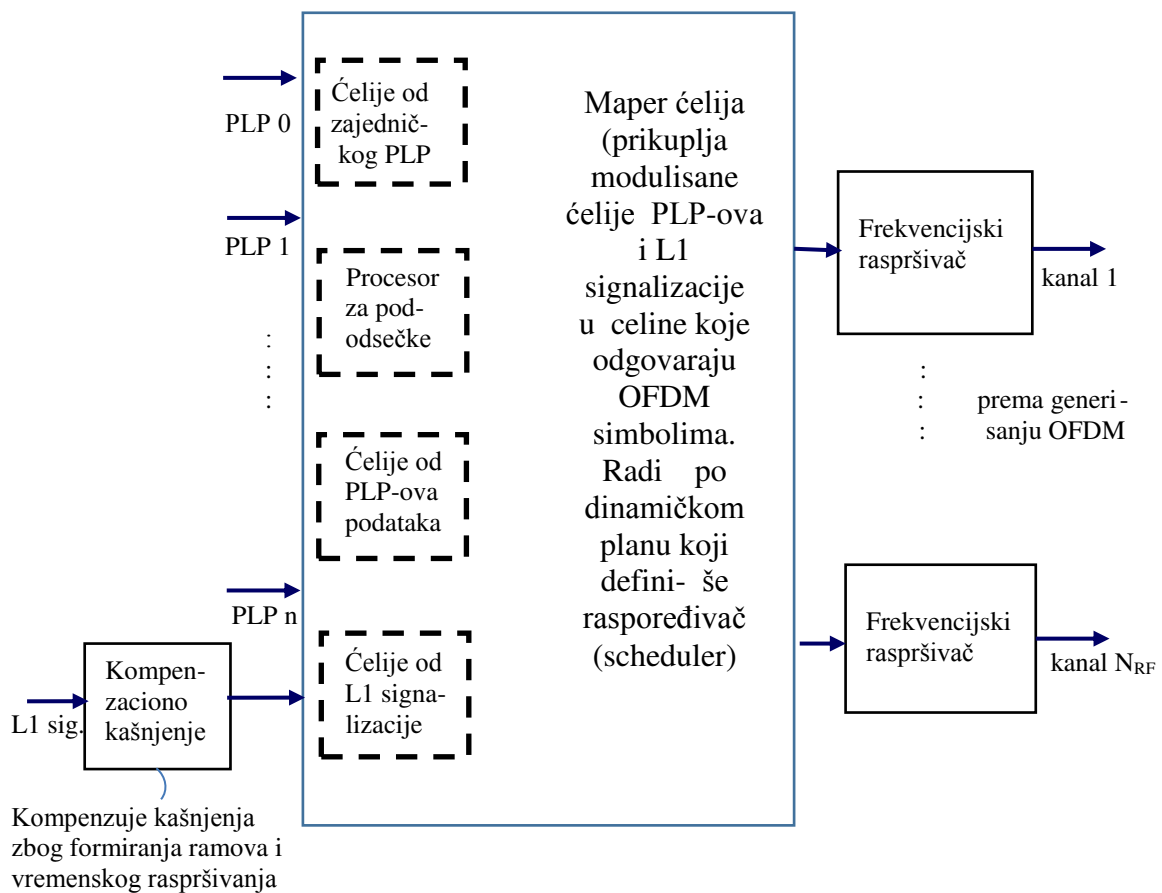 PLP 0
Ćelije od
zajednič-
kog PLP
PLP 1
Procesor
za pod-
odsečke
:
:
:
Ćelije od
PLP-ova
podataka
PLP n
Ćelije od
L1 signa-
lizacije
L1 sig.
Kompen-
zaciono
kašnjenje
Kompenzuje kašnjenja
zbog formiranja ramova i
vremenskog raspršivanja
Maper ćelija
(prikuplja
modulisane
ćelije PLP-ova
i L1
signalizacije
u celine koje
odgovaraju
OFDM
simbolima.
Radi po
dinamičkom
planu koji
defini- še
raspoređivač
(scheduler)
Frekvencijski
raspršivač
kanal 1
:
:
:
prema generi-
sanju OFDM
Frekvencijski
raspršivač
kanal NRF